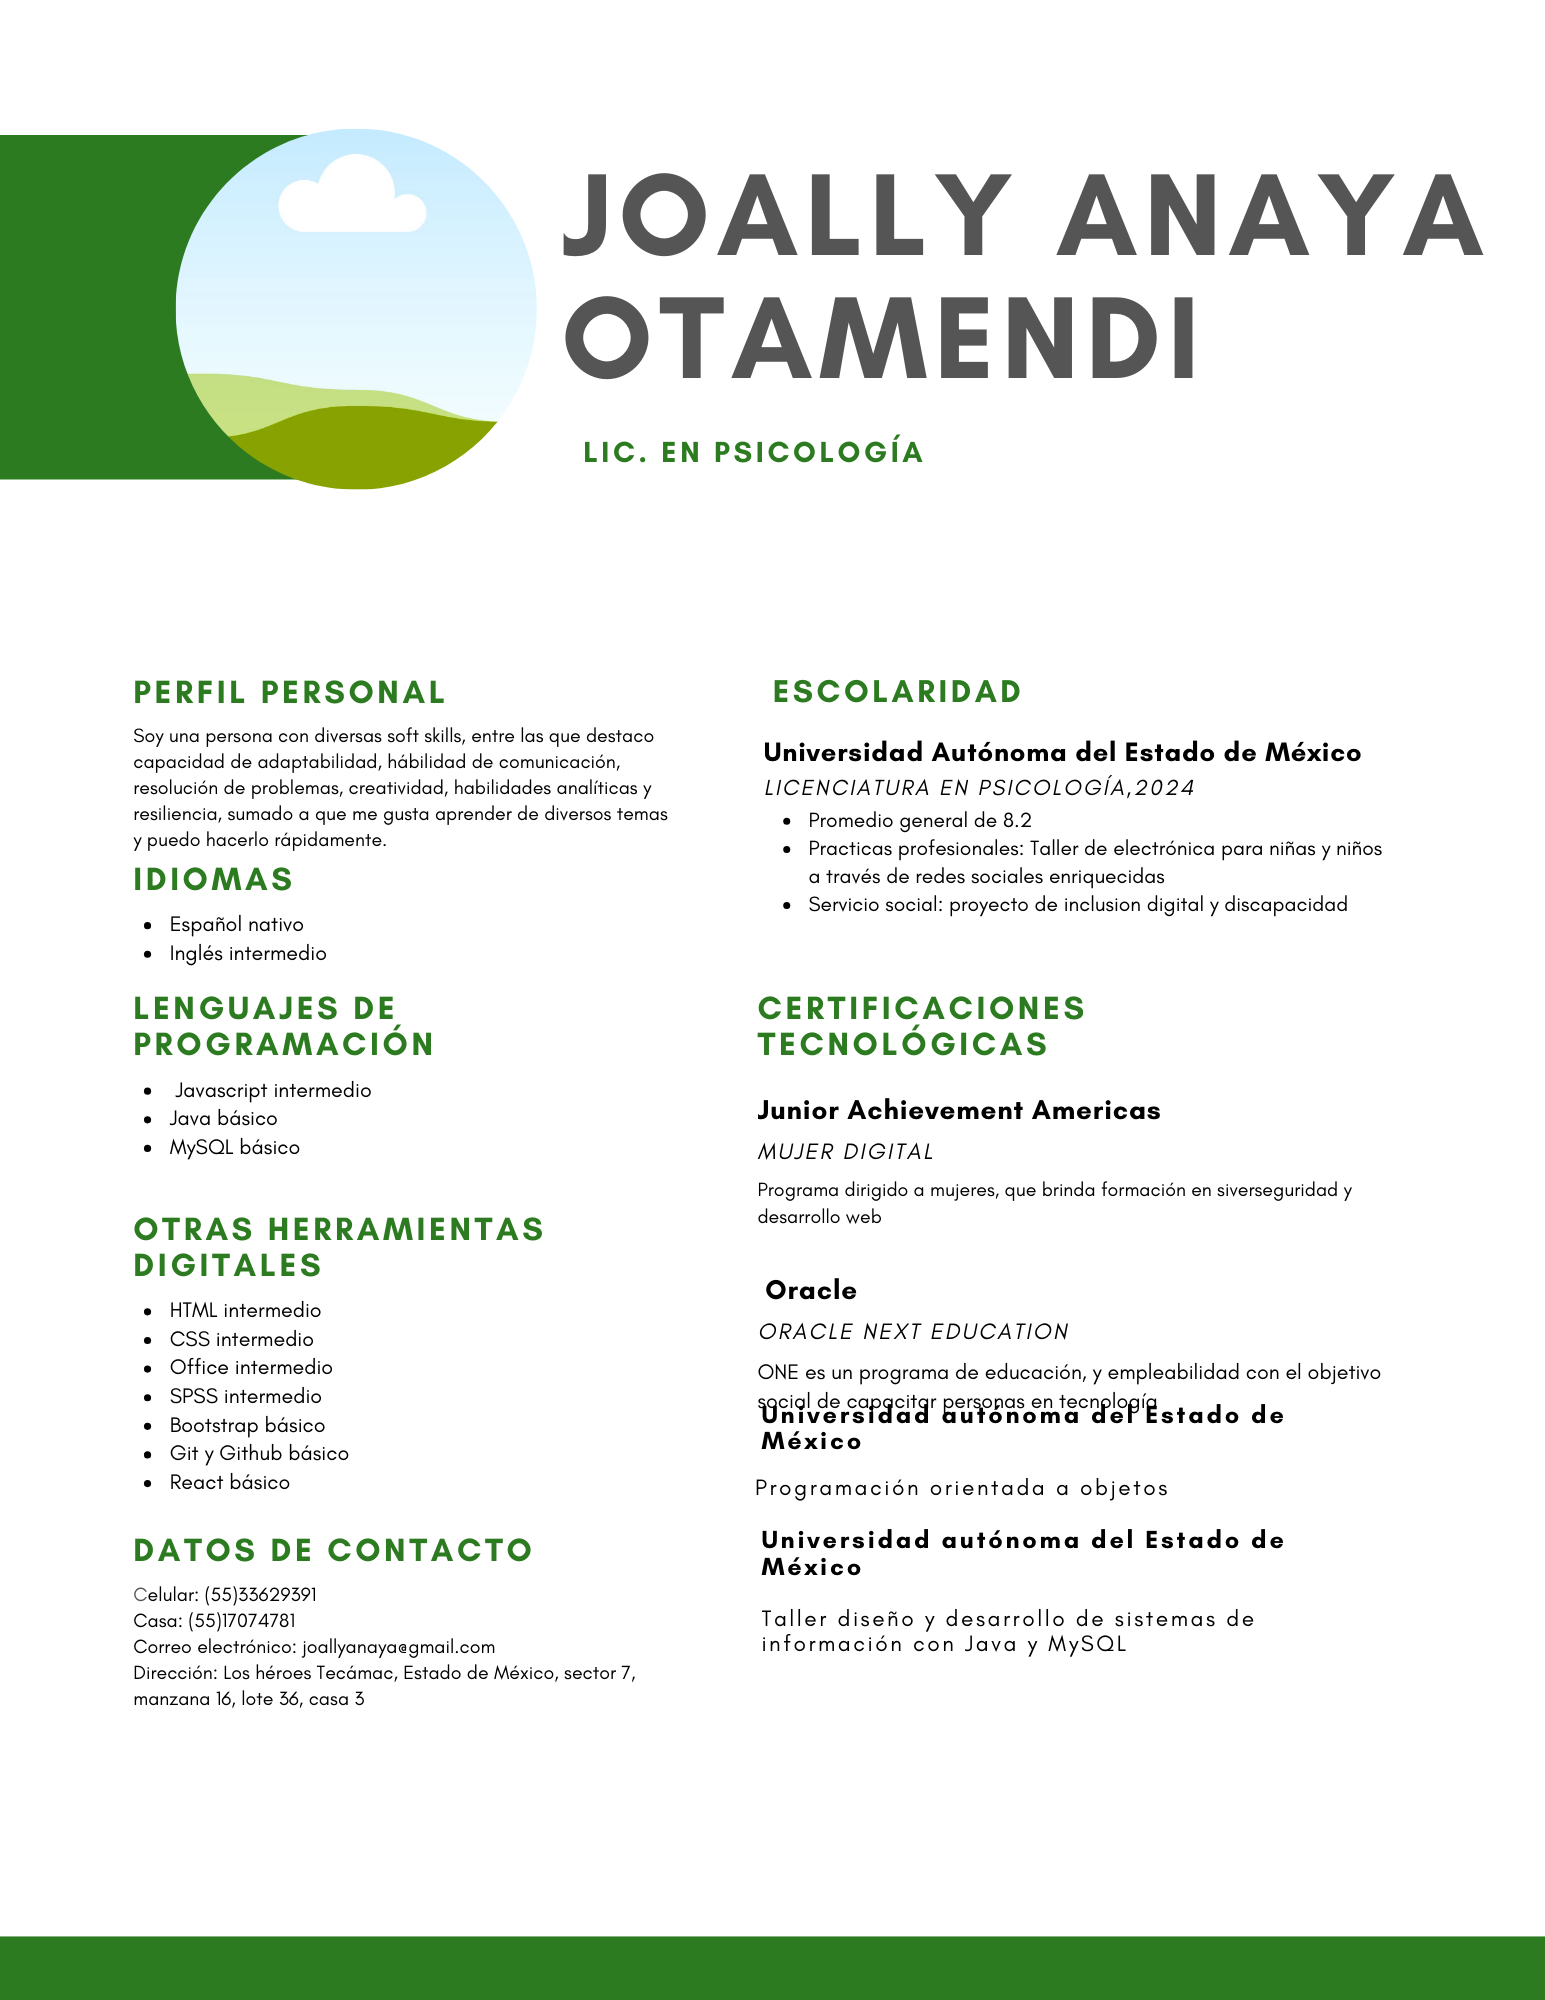 JOALLY ANAYA
OTAMENDI
LIC. EN PSICOLOGÍA
PERFIL PERSONAL
Soy una persona con diversas soft skills, entre las que destaco
capacidad de adaptabilidad, hábilidad de comunicación,
resolución de problemas, creatividad, habilidades analíticas y
resiliencia, sumado a que me gusta aprender de diversos temas
y puedo hacerlo rápidamente.
IDIOMAS
• Español nativo
• Inglés intermedio
LENGUAJES DE
PROGRAMACIÓN
• Javascript intermedio
• Java básico
• MySQL básico
OTRAS HERRAMIENTAS
DIGITALES
• HTML intermedio
• CSS intermedio
• Office intermedio
• SPSS intermedio
• Bootstrap básico
• Git y Github básico
• React básico
DATOS DE CONTACTO
Celular: (55)33629391
Casa: (55)17074781
Correo electrónico: joallyanaya@gmail.com
Dirección: Los héroes Tecámac, Estado de México, sector 7,
manzana 16, lote 36, casa 3
ESCOLARIDAD
Universidad Autónoma del Estado de México
LICENCIATURA EN PSICOLOGÍA,2024
• Promedio general de 8.2
• Practicas profesionales: Taller de electrónica para niñas y niños
a través de redes sociales enriquecidas
• Servicio social: proyecto de inclusion digital y discapacidad
CERTIFICACIONES
TECNOLÓGICAS
Junior Achievement Americas
MUJER DIGITAL
Programa dirigido a mujeres, que brinda formación en siverseguridad y
desarrollo web
Oracle
ORACLE NEXT EDUCATION
ONE es un programa de educación, y empleabilidad con el objetivo
social de capacitar personas en tecnología
Universidad autónoma del Estado de
México
Programación orientada a objetos
Universidad autónoma del Estado de
México
Taller diseño y desarrollo de sistemas de
información con Java y MySQL